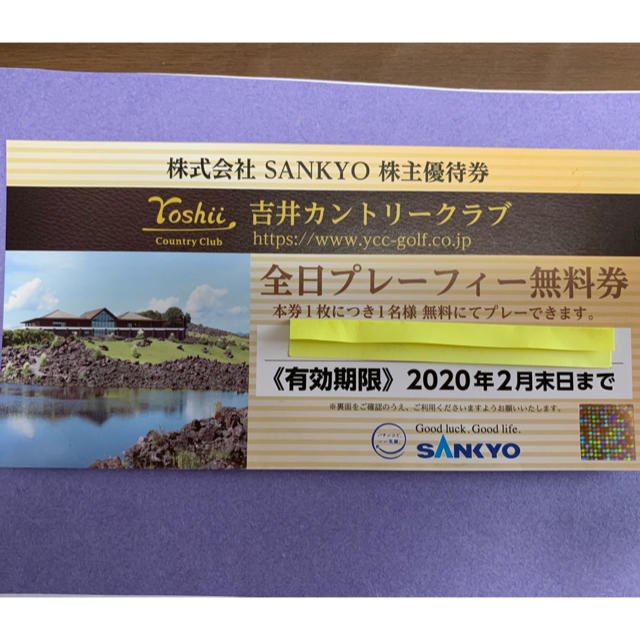 株式会社 SANKYO 株主優待券
Yoshii
Country Club
吉井カントリークラブ
https://www.ycc-golf.co.jp
全日プレーフィー無料券
本券1枚につき1名様 無料にてプレーできます。
《有効期限》2020年2月末日まで
※裏面をご確認のうえ、ご利用くださいますようお願いいたします。
Good luck. Good life.
SANKYO